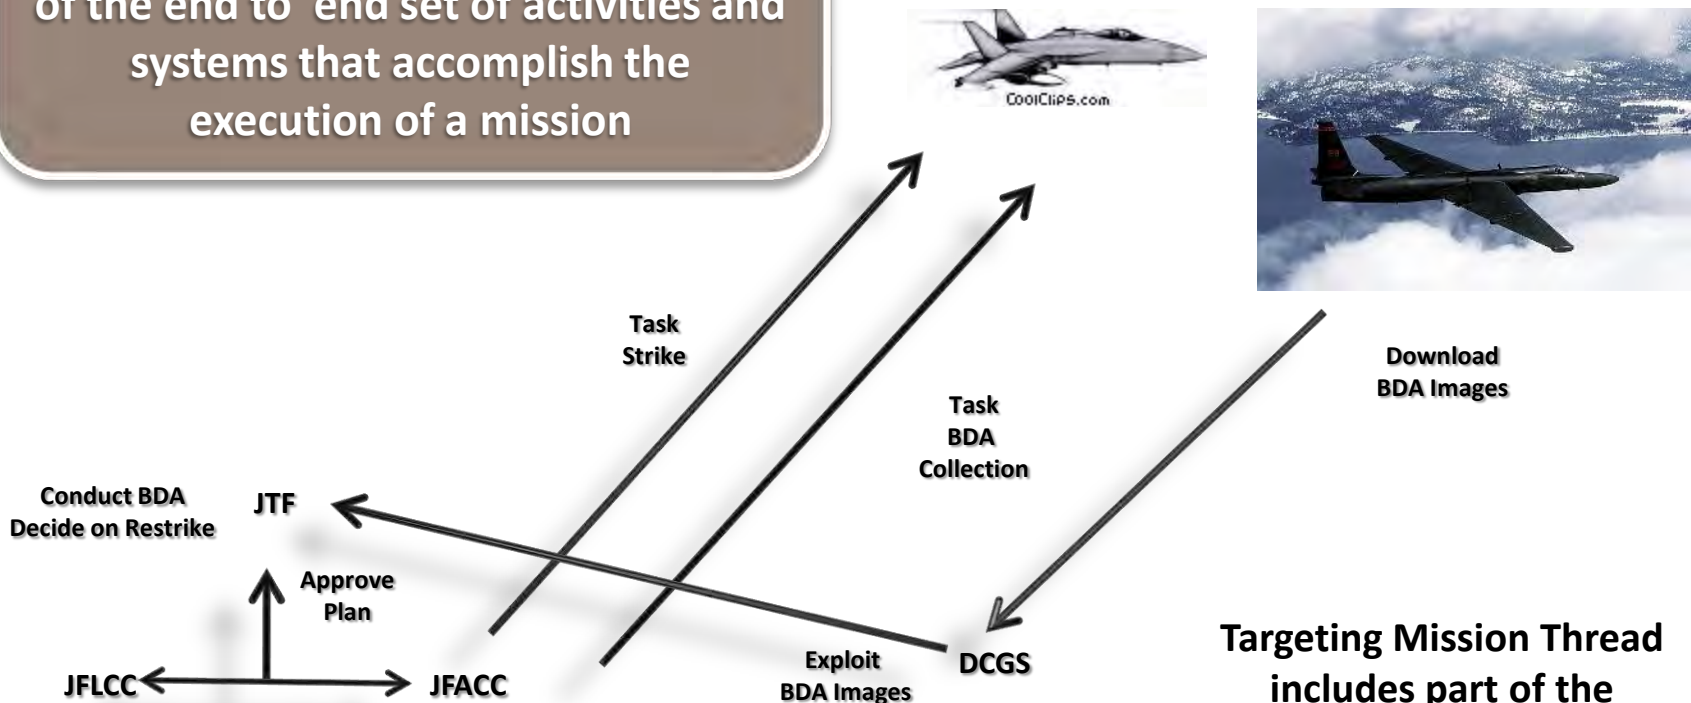 of the end to end set of activities and
systems that accomplish the
execution of a mission
CoolClips.com
Task
Strike
Download
BDA Images
Task
BDA
Collection
Conduct BDA
Decide on Restrike
JTF
Approve
Plan
JFLCC
JFACC
Exploit
BDA Images
DCGS
Targeting Mission Thread
includes part of the